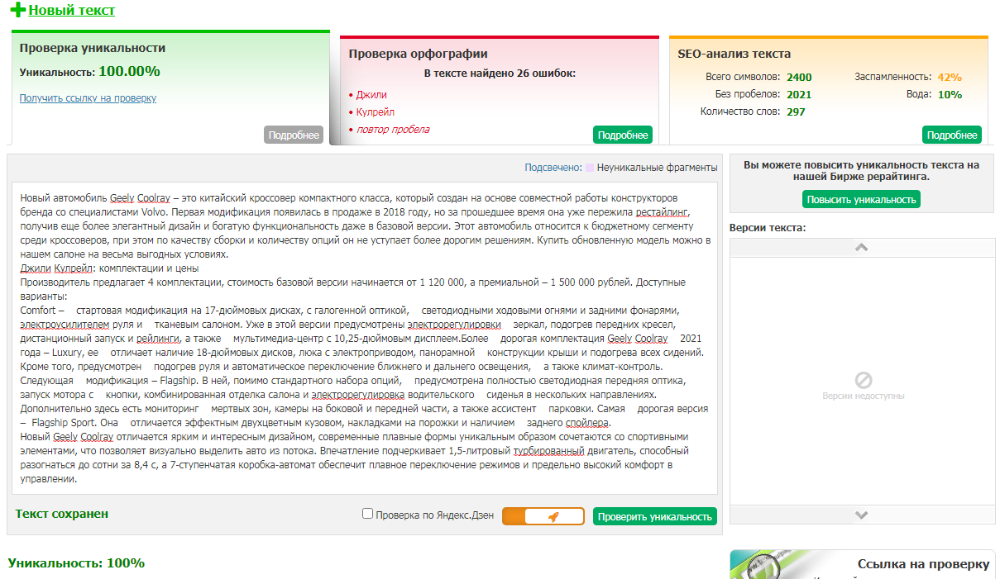 Новый текст
Проверка уникальности
Уникальность: 100.00%
Получить ссылку на проверку
Подробнее
Проверка орфографии
В тексте найдено 26 ошибок:
• Джили
• Кулрейл
• повтор пробела
Подробнее
SEO-анализ текста
Всего символов: 2400
Без пробелов: 2021
Количество слов: 297
Заспамленность: 42%
Вода: 10%
Подробнее
Подсвечено: Неуникальные фрагменты
Новый автомобиль Geely Coolray – это китайский кроссовер компактного класса, который создан на основе совместной работы конструкторов
бренда со специалистами Volvo. Первая модификация появилась в продаже в 2018 году, но за прошедшее время она уже пережила рестайлинг,
получив еще более элегантный дизайн и богатую функциональность даже в базовой версии. Этот автомобиль относится к бюджетному сегменту
среди кроссоверов, при этом по качеству сборки и количеству опций он не уступает более дорогим решениям. Купить обновленную модель можно в
нашем салоне на весьма выгодных условиях.
Джили Кулрейл: комплектации и цены
Производитель предлагает 4 комплектации, стоимость базовой версии начинается от 1 120 000, а премиальной – 1 500 000 рублей. Доступные
варианты:
Comfort – стартовая модификация на 17-дюймовых дисках, с галогенной оптикой, светодиодными ходовыми огнями и задними фонарями,
электроусилителем руля и тканевым салоном. Уже в этой версии предусмотрены электрорегулировки зеркал, подогрев передних кресел,
дистанционный запуск и рейлинги, а также мультимедиа-центр с 10,25-дюймовым дисплеем.Более дорогая комплектация Geely Coolray 2021
года – Luxury, ее отличает наличие 18-дюймовых дисков, люка с электроприводом, панорамной конструкции крыши и подогрева всех сидений.
Кроме того, предусмотрен подогрев руля и автоматическое переключение ближнего и дальнего освещения, а также климат-контроль.
Следующая модификация – Flagship. В ней, помимо стандартного набора опций, предусмотрена полностью светодиодная передняя оптика,
запуск мотора с кнопки, комбинированная отделка салона и электрорегулировка водительского сиденья в нескольких направлениях.
Дополнительно здесь есть мониторинг мертвых зон, камеры на боковой и передней части, а также ассистент парковки. Самая дорогая версия
– Flagship Sport. Она отличается эффектным двухцветным кузовом, накладками на порожки и наличием заднего спойлера.
Новый Geely Coolray отличается ярким и интересным дизайном, современные плавные формы уникальным образом сочетаются со спортивными
элементами, что позволяет визуально выделить авто из потока. Впечатление подчеркивает 1,5-литровый турбированный двигатель, способный
разогнаться до сотни за 8,4 с, а 7-ступенчатая коробка-автомат обеспечит плавное переключение режимов и предельно высокий комфорт в
управлении.
Текст сохранен
Проверка по Яндекс.Дзен
Проверить уникальность
Вы можете повысить уникальность текста на
нашей Бирже рерайтинга.
Повысить уникальность
Версии текста:
Версии недоступны
Уникальность: 100%
Ссылка на проверку